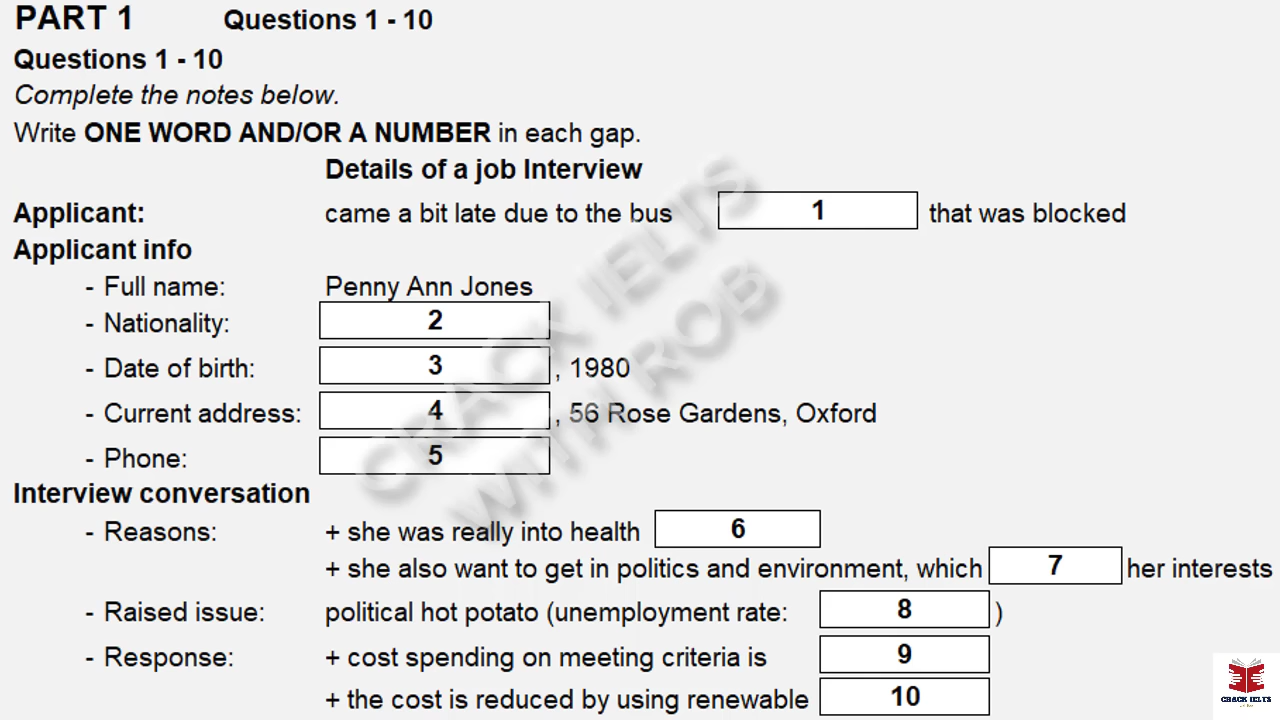 PART 1 Questions 1 - 10
Questions 1 - 10
Complete the notes below.
Write ONE WORD AND/OR A NUMBER in each gap.
Details of a job Interview
Applicant: came a bit late due to the bus 1 that was blocked
Applicant info
- Full name: Penny Ann Jones
- Nationality: 2
- Date of birth: 3 , 1980
- Current address: 4 , 56 Rose Gardens, Oxford
- Phone: 5
Interview conversation
- Reasons: + she was really into health 6
+ she also want to get in politics and environment, which 7 her interests
- Raised issue: political hot potato (unemployment rate: 8 )
- Response: + cost spending on meeting criteria is 9
+ the cost is reduced by using renewable 10
CRACK IELTS
WITH ROB
CRACK IELTS